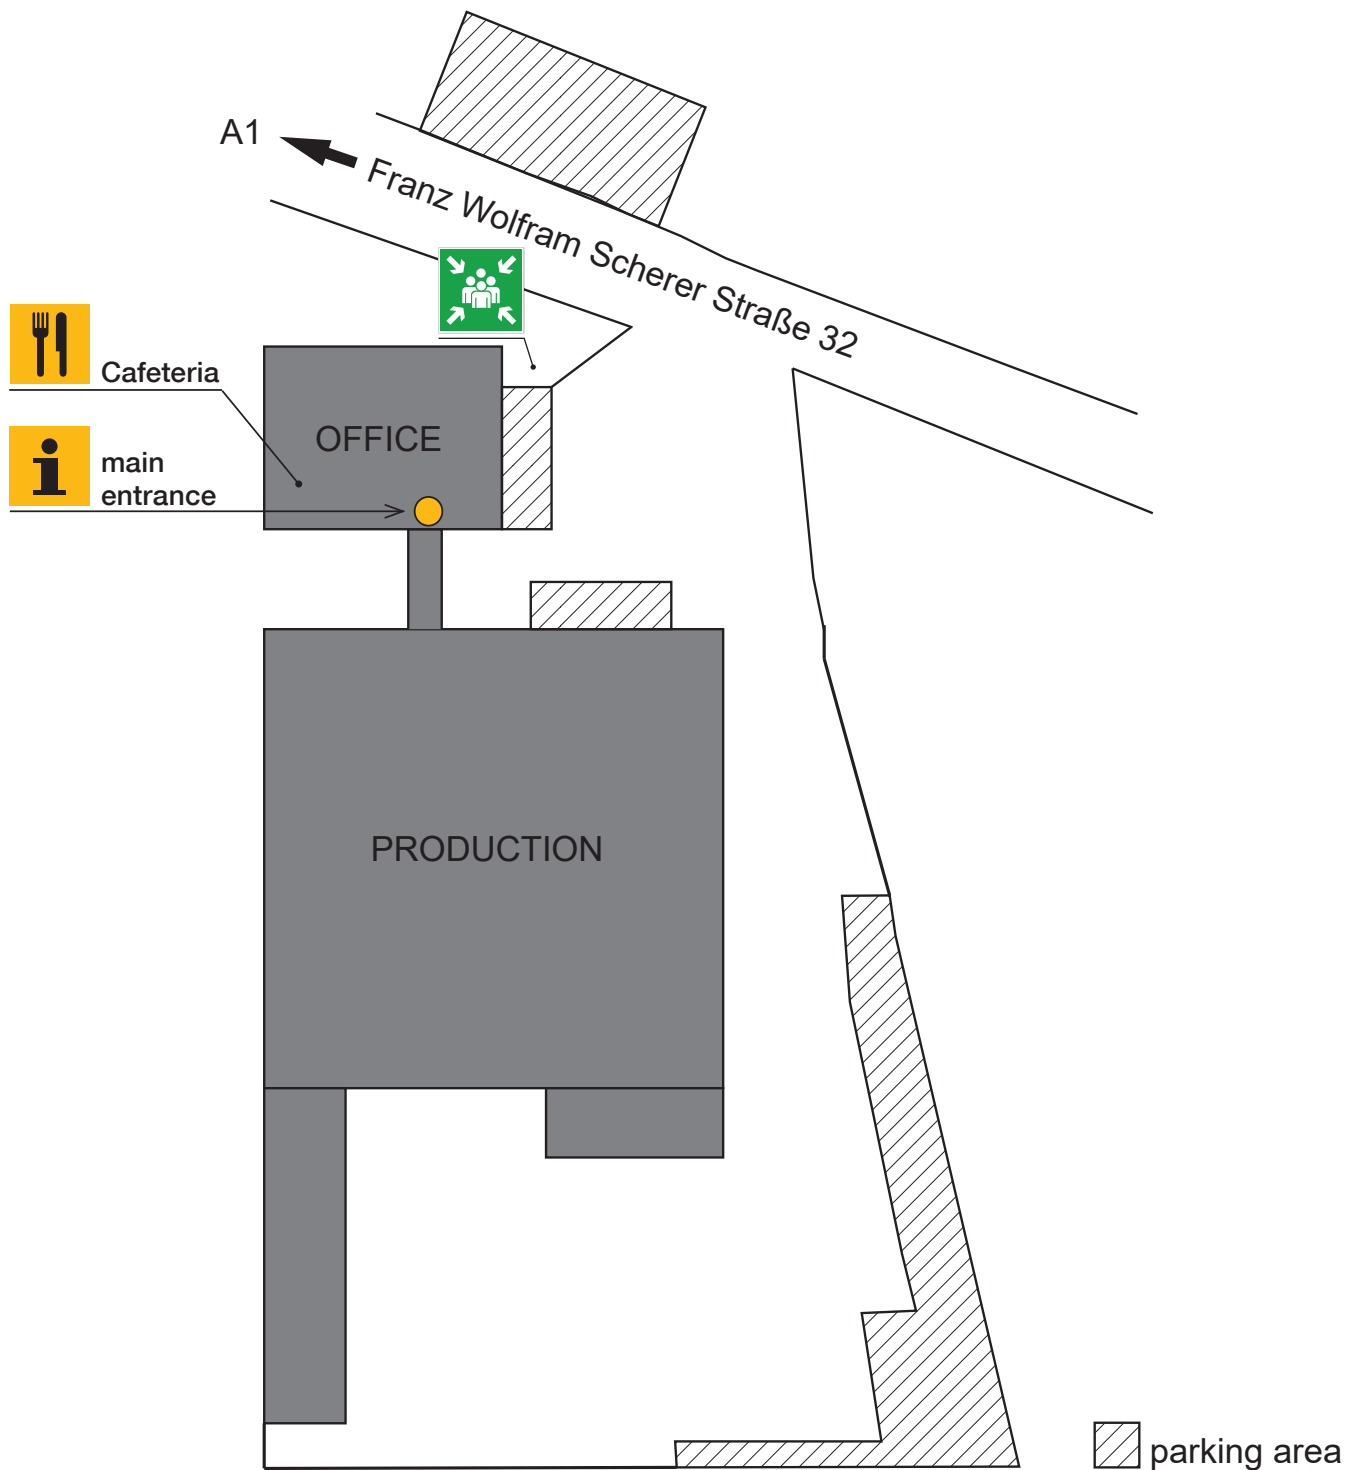 A1
Franz Wolfram Scherer Straße 32
Cafeteria
OFFICE
main
entrance
PRODUCTION
parking area